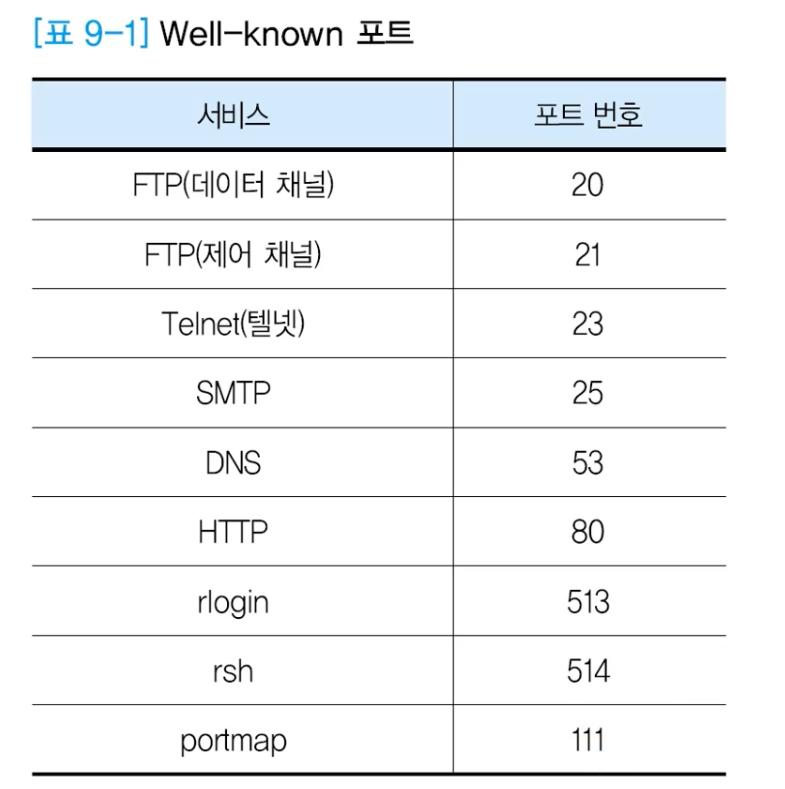 [표 9-1] Well-known 포트
서비스 포트 번호
FTP(데이터 채널) 20
FTP(제어 채널) 21
Telnet(텔넷) 23
SMTP 25
DNS 53
HTTP 80
rlogin 513
rsh 514
portmap 111